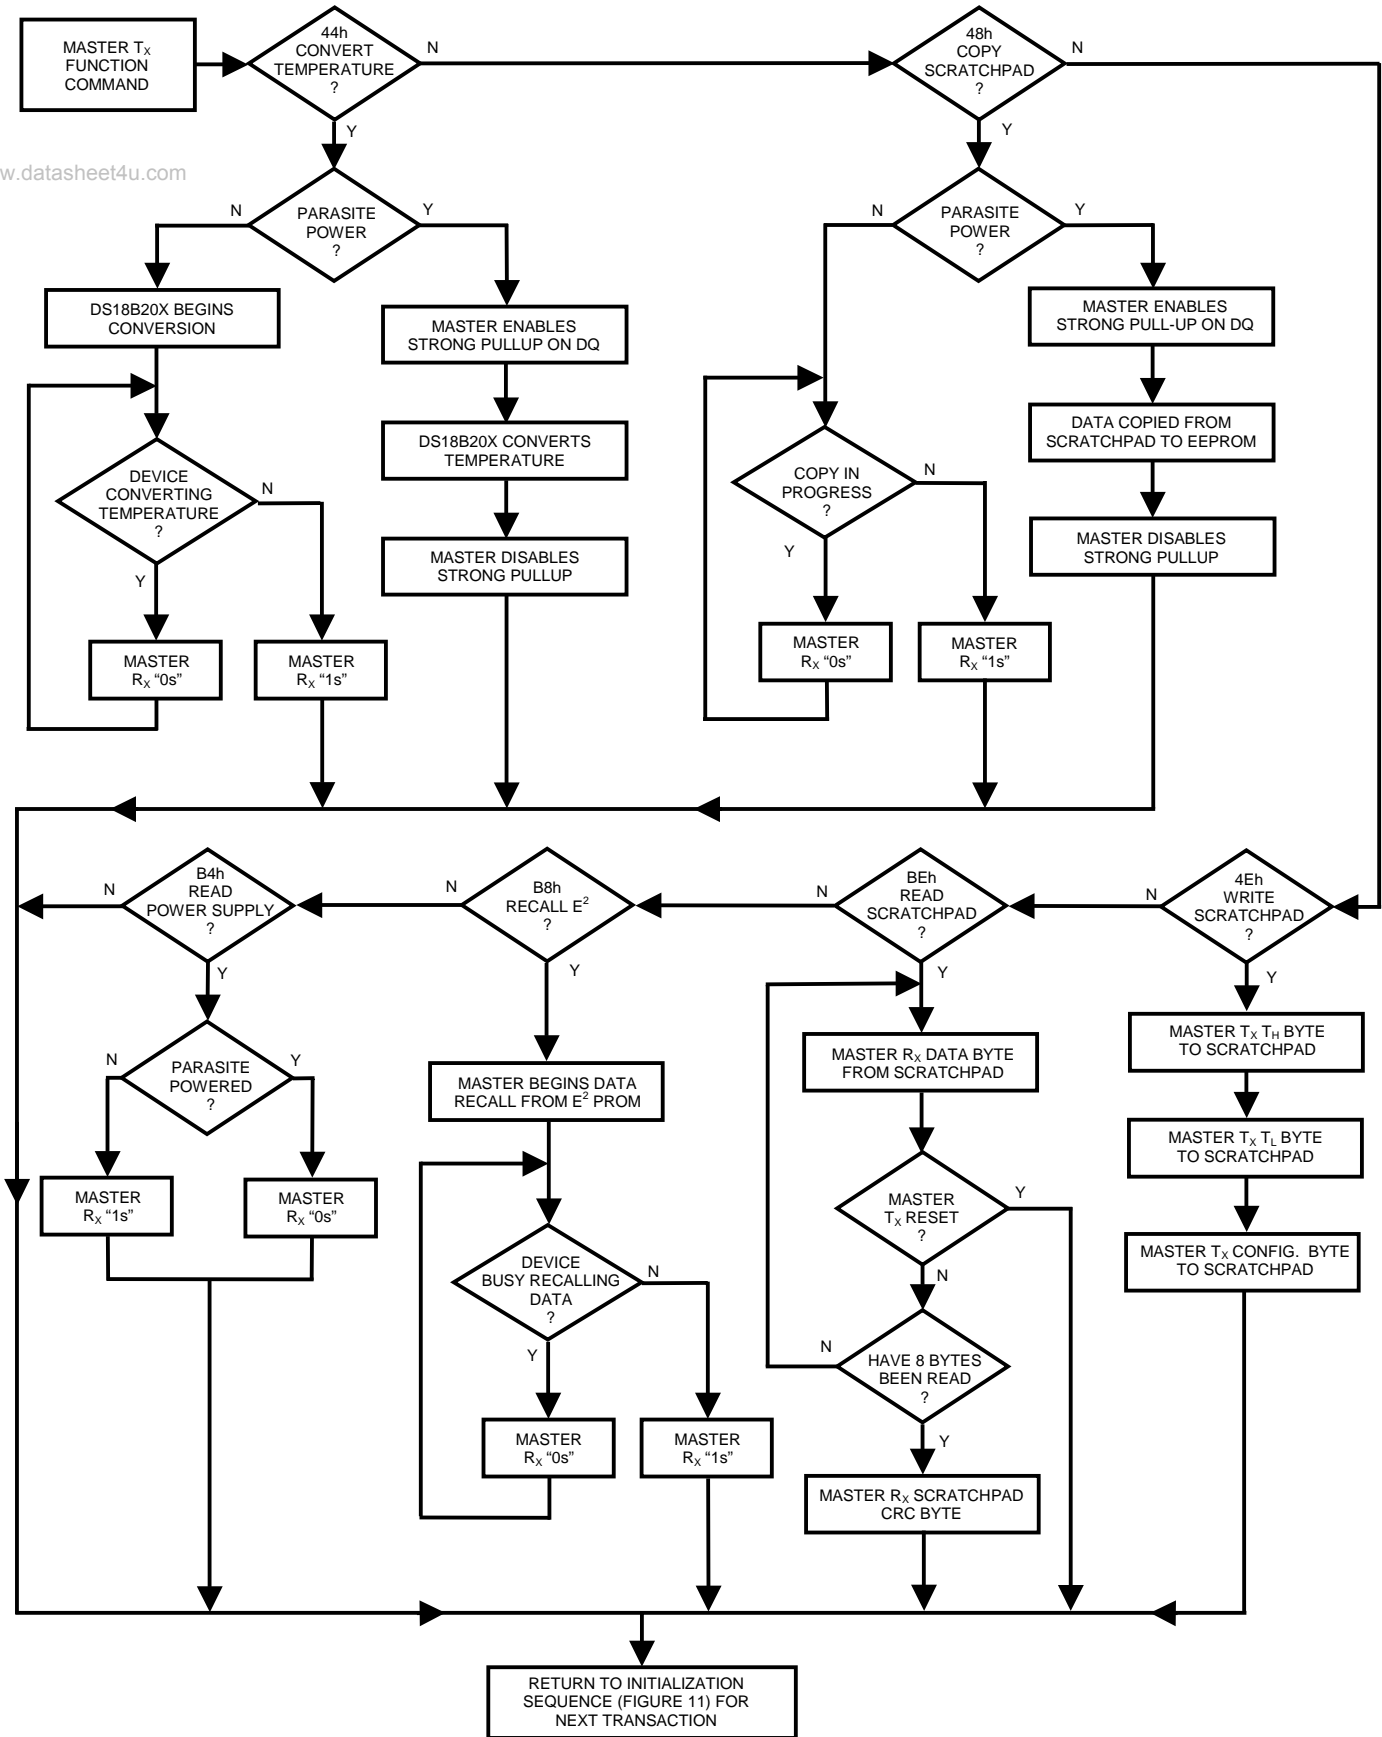 MASTER TX
FUNCTION
COMMAND
44h
CONVERT
TEMPERATURE
?
N
Y
48h
COPY
SCRATCHPAD
?
N
Y
w.datasheet4u.com
PARASITE
POWER
?
N
Y
DS18B20X BEGINS
CONVERSION
MASTER ENABLES
STRONG PULLUP ON DQ
DEVICE
CONVERTING
TEMPERATURE
?
N
Y
DS18B20X CONVERTS
TEMPERATURE
MASTER DISABLES
STRONG PULLUP
MASTER
RX “0s”
MASTER
RX “1s”
PARASITE
POWER
?
N
Y
MASTER ENABLES
STRONG PULL-UP ON DQ
COPY IN
PROGRESS
?
N
Y
DATA COPIED FROM
SCRATCHPAD TO EEPROM
MASTER DISABLES
STRONG PULLUP
MASTER
RX “0s”
MASTER
RX “1s”
4Eh
WRITE
SCRATCHPAD
?
N
Y
MASTER TX TH BYTE
TO SCRATCHPAD
MASTER TX TL BYTE
TO SCRATCHPAD
MASTER TX CONFIG. BYTE
TO SCRATCHPAD
BEh
READ
SCRATCHPAD
?
N
Y
MASTER RX DATA BYTE
FROM SCRATCHPAD
MASTER
TX RESET
?
Y
N
HAVE 8 BYTES
BEEN READ
?
N
Y
MASTER RX SCRATCHPAD
CRC BYTE
B8h
RECALL E2
?
N
Y
MASTER BEGINS DATA
RECALL FROM E2 PROM
DEVICE
BUSY RECALLING
DATA
?
N
Y
MASTER
RX “0s”
MASTER
RX “1s”
B4h
READ
POWER SUPPLY
?
N
Y
PARASITE
POWERED
?
N
Y
MASTER
RX “1s”
MASTER
RX “0s”
RETURN TO INITIALIZATION
SEQUENCE (FIGURE 11) FOR
NEXT TRANSACTION